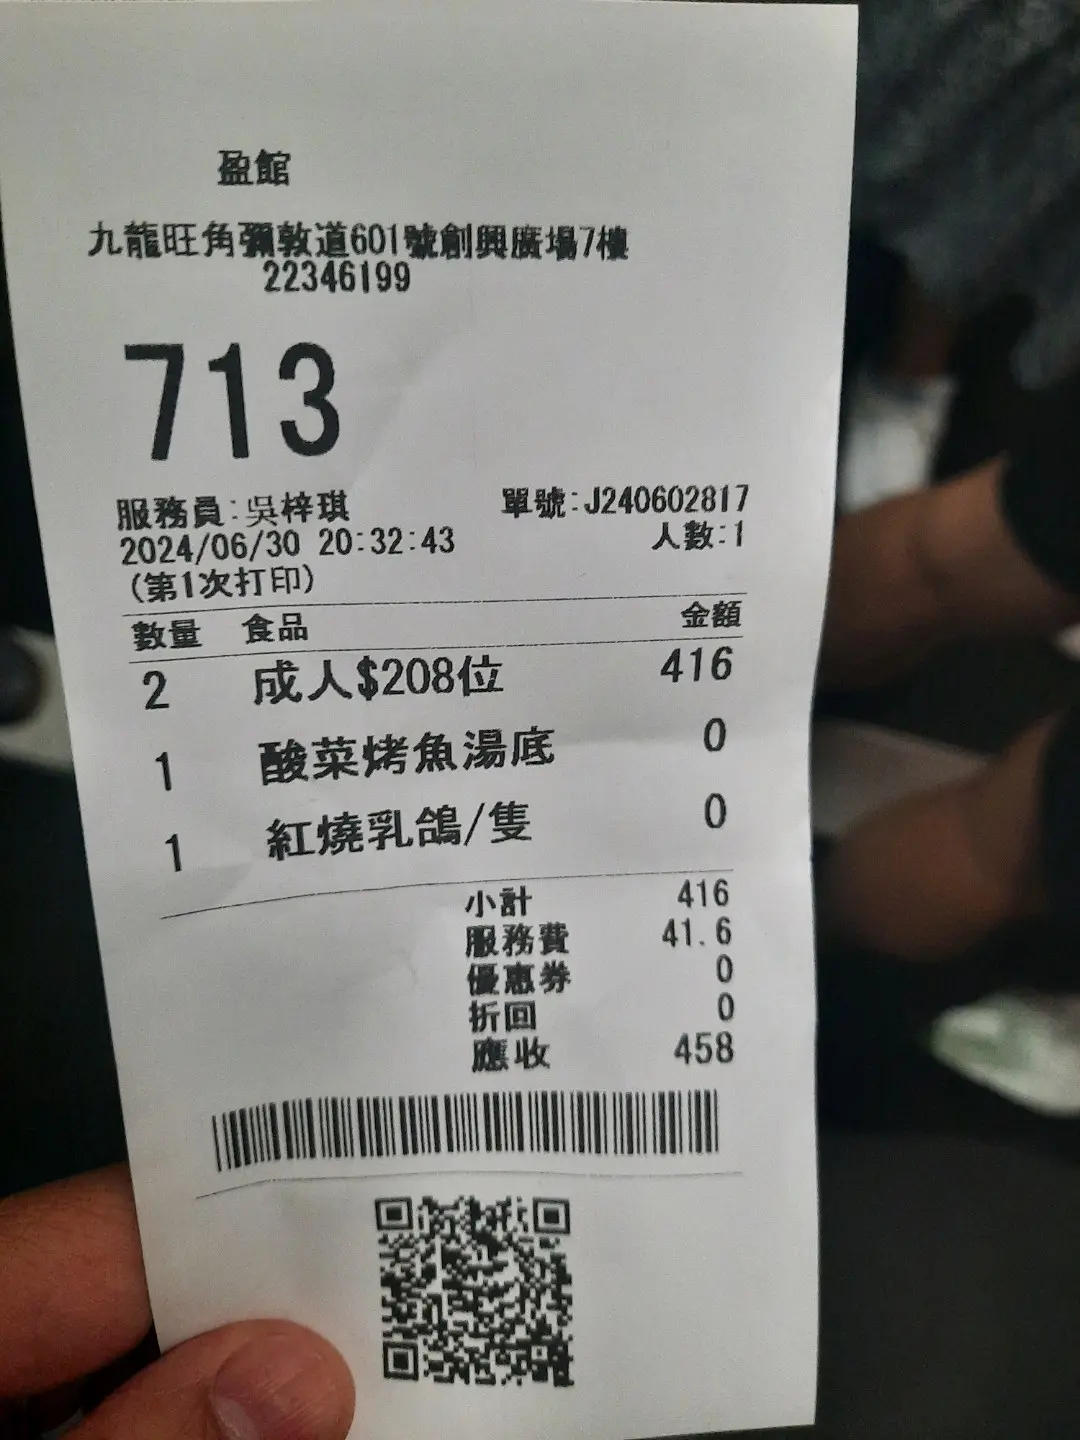 盈館
九龍旺角彌敦道601號創興廣場7樓
22346199
713
服務員:吳梓琪 單號:J240602817
2024/06/30 20:32:43 人數:1
(第1次打印)
數量 食品 金額
2 成人$208位 416
1 酸菜烤魚湯底 0
1 紅燒乳鴿/隻 0
小計 416
服務費 41.6
優惠券 0
折回 0
應收 458